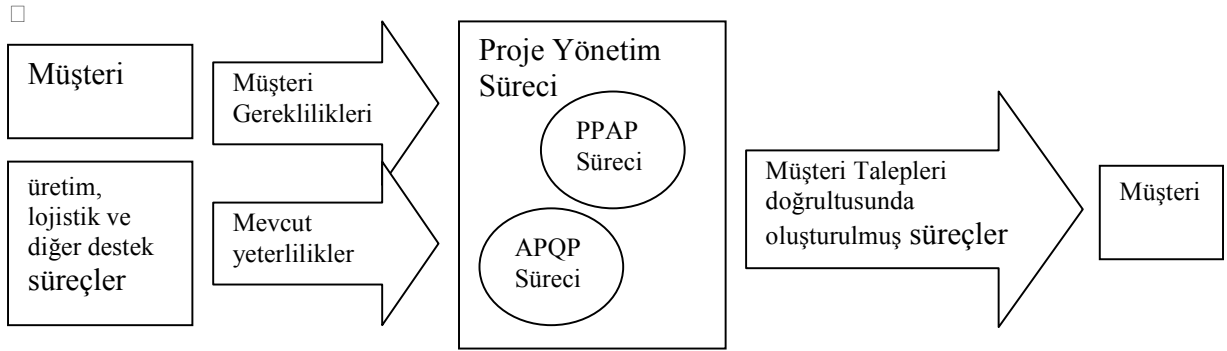 Müşteri
Müşteri
Gereklilikleri
üretim,
lojistik ve
diğer destek
süreçler
Mevcut
yeterlilikler
Proje Yönetim
Süreci
PPAP
Süreci
APQP
Süreci
Müşteri Talepleri
doğrultusunda
oluşturulmuş süreçler
Müşteri